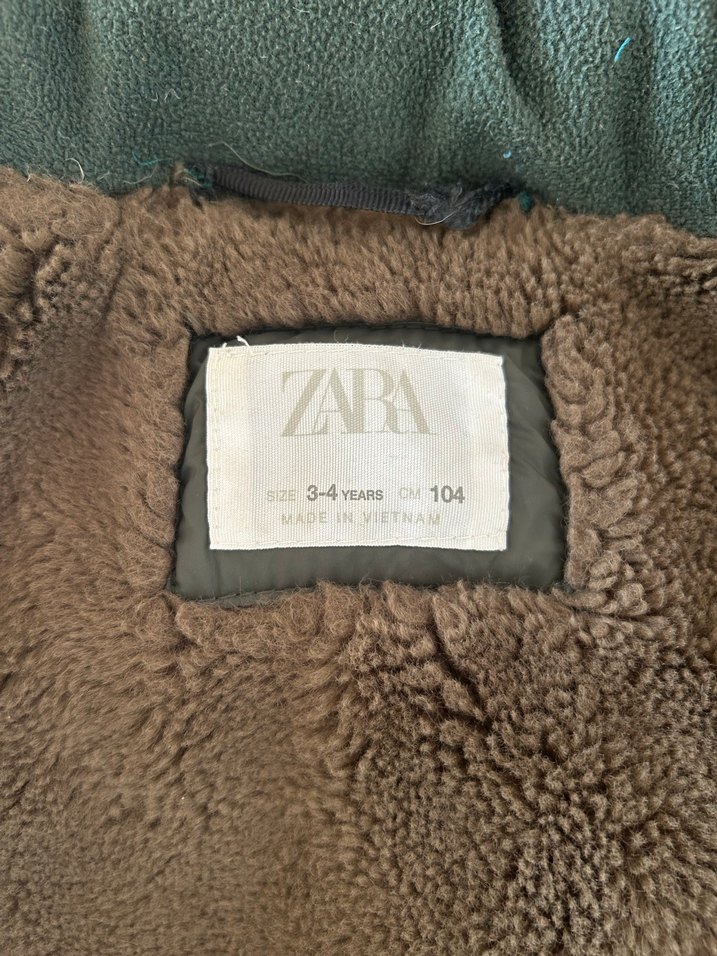 ZARA
SIZE 3-4 YEARS CM 104
MADE IN VIETNAM